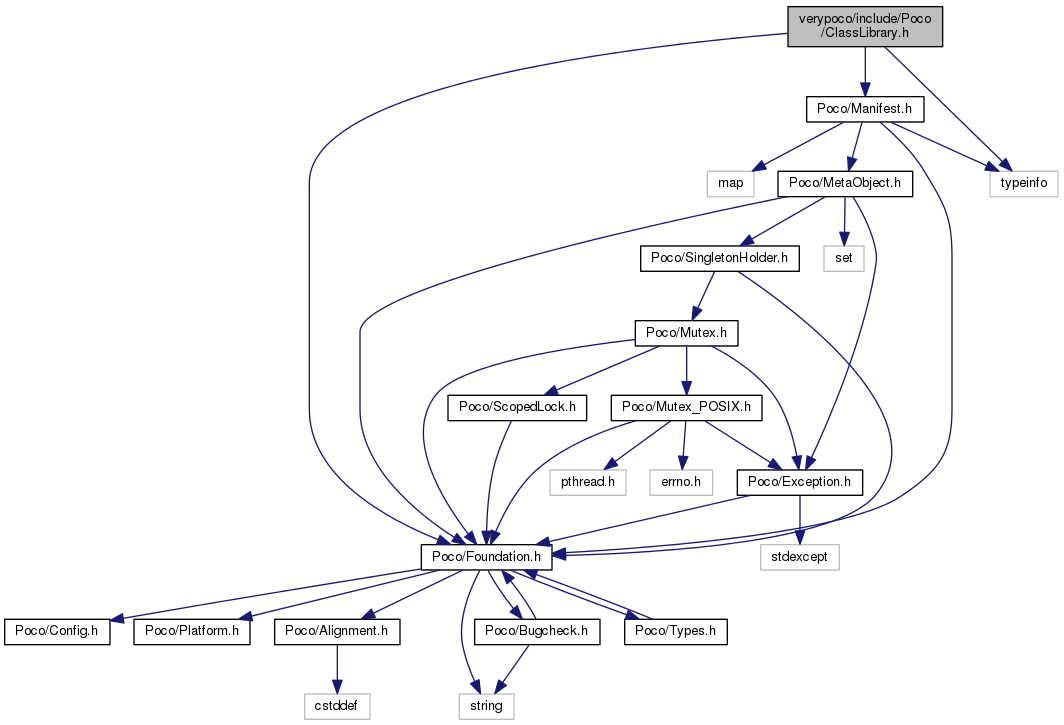 verypoco/include/Poco
/ClassLibrary.h
Poco/Manifest.h
map
Poco/MetaObject.h
typeinfo
Poco/SingletonHolder.h
set
Poco/Mutex.h
Poco/ScopedLock.h
Poco/Mutex_POSIX.h
pthread.h
errno.h
Poco/Exception.h
Poco/Foundation.h
stdexcept
Poco/Config.h
Poco/Platform.h
Poco/Alignment.h
Poco/Bugcheck.h
Poco/Types.h
cstddef
string